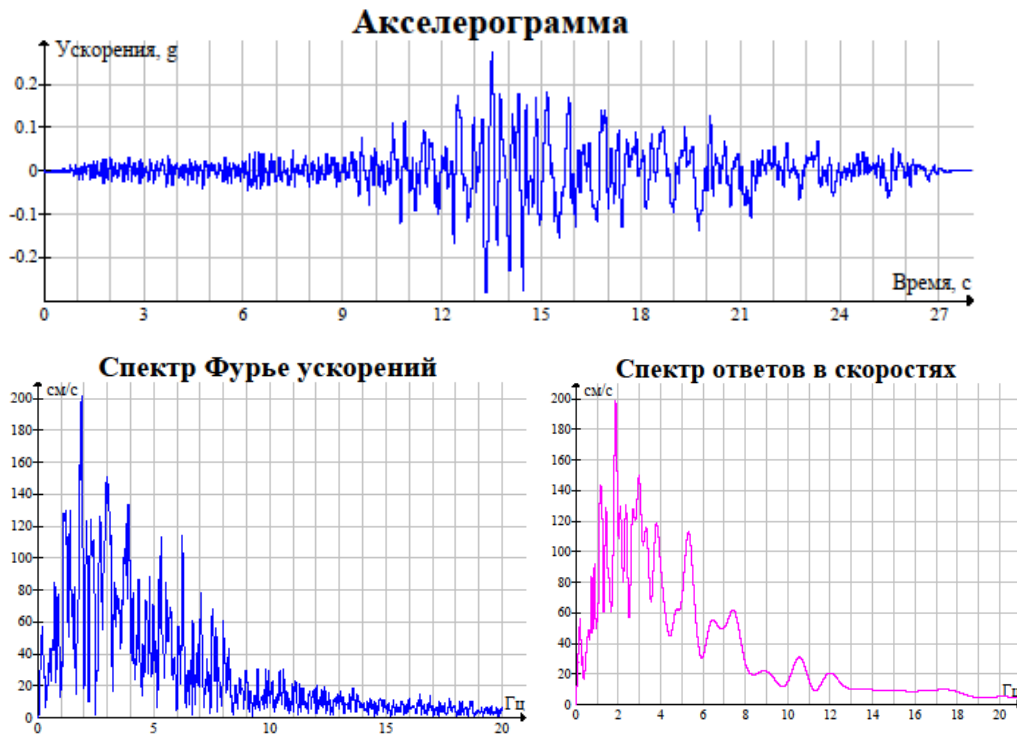 Акселерограмма
Ускорения, g
0.2
0.1
0
-0.1
-0.2
Время, с
0 3 6 9 12 15 18 21 24 27
Спектр Фурье ускорений
см/с
200
180
160
140
120
100
80
60
40
20
0
Гц
0 5 10 15 20
Спектр ответов в скоростях
см/с
200
180
160
140
120
100
80
60
40
20
0
Гц
0 2 4 6 8 10 12 14 16 18 20